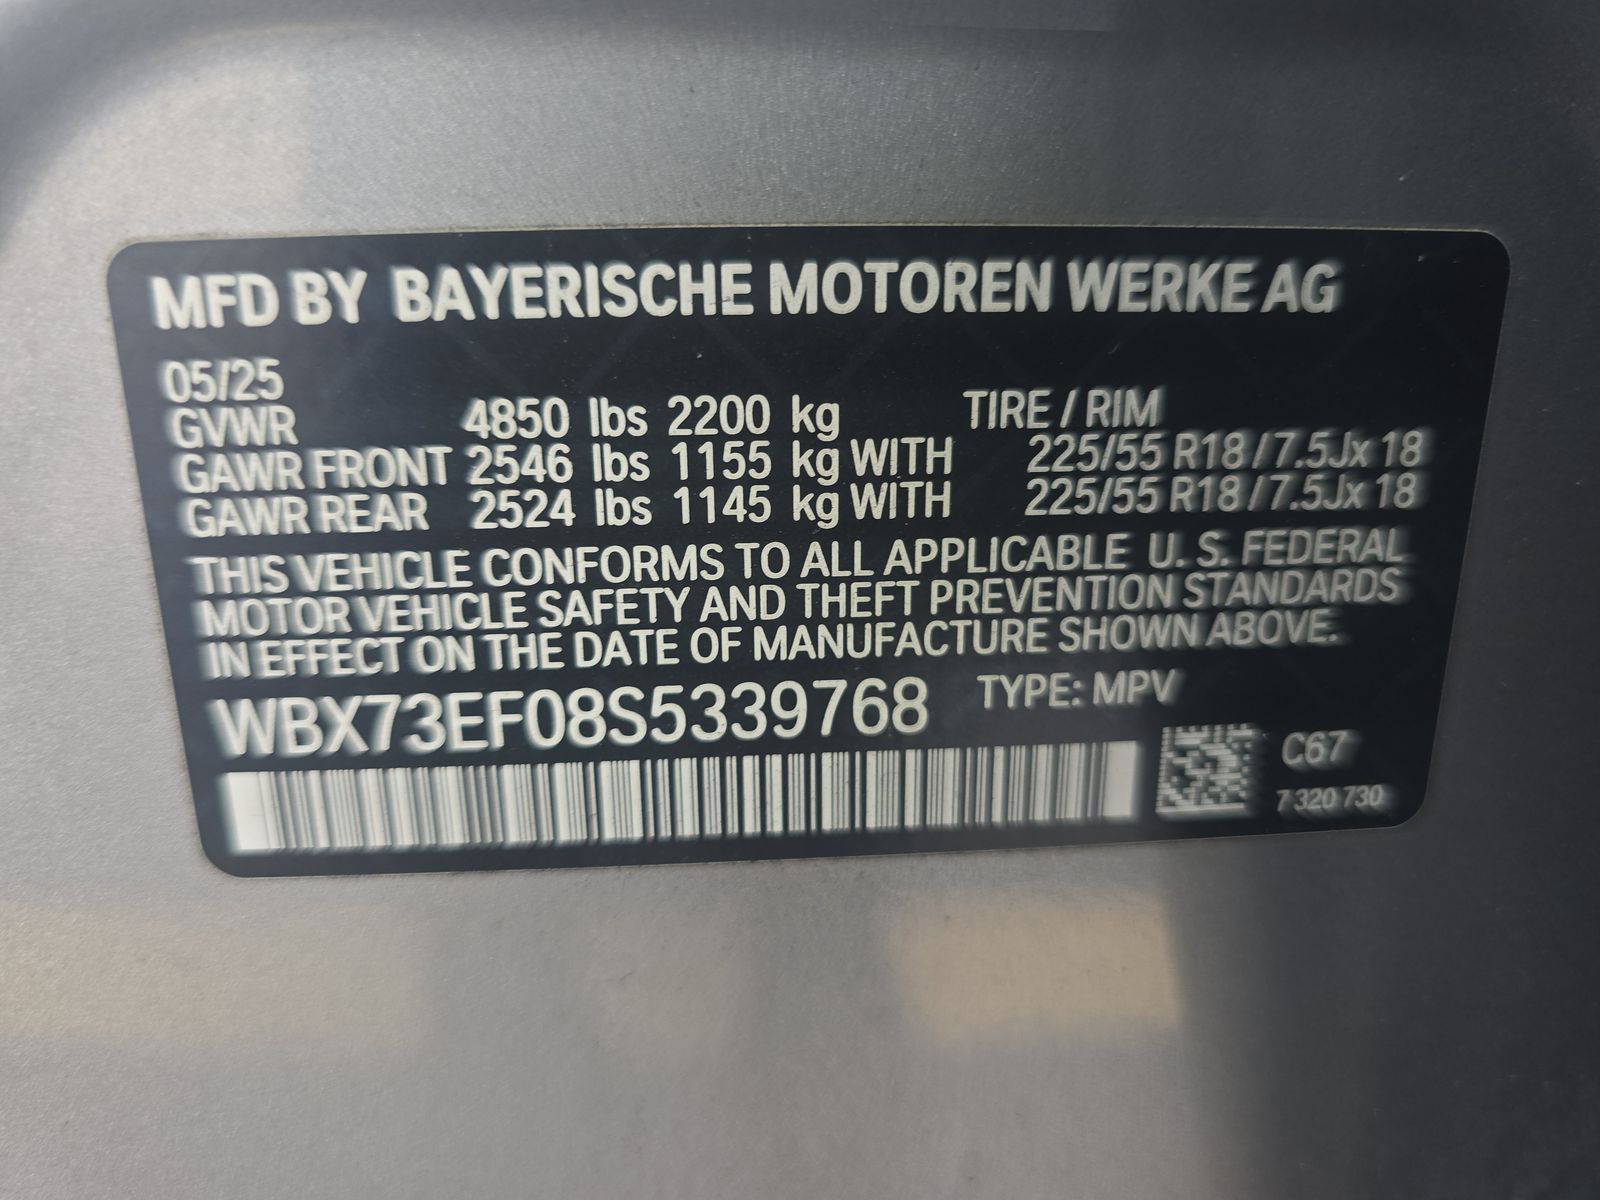 MFD BY BAYERISCHE MOTOREN WERKE AG
05/25
GVWR 4850 lbs 2200 kg TIRE / RIM
GAWR FRONT 2546 lbs 1155 kg WITH 225/55 R18 / 7.5Jx 18
GAWR REAR 2524 lbs 1145 kg WITH 225/55 R18 / 7.5Jx 18
THIS VEHICLE CONFORMS TO ALL APPLICABLE U. S. FEDERAL
MOTOR VEHICLE SAFETY AND THEFT PREVENTION STANDARDS
IN EFFECT ON THE DATE OF MANUFACTURE SHOWN ABOVE.
WBX73EF08S5339768 TYPE: MPV
C67
7 320 730